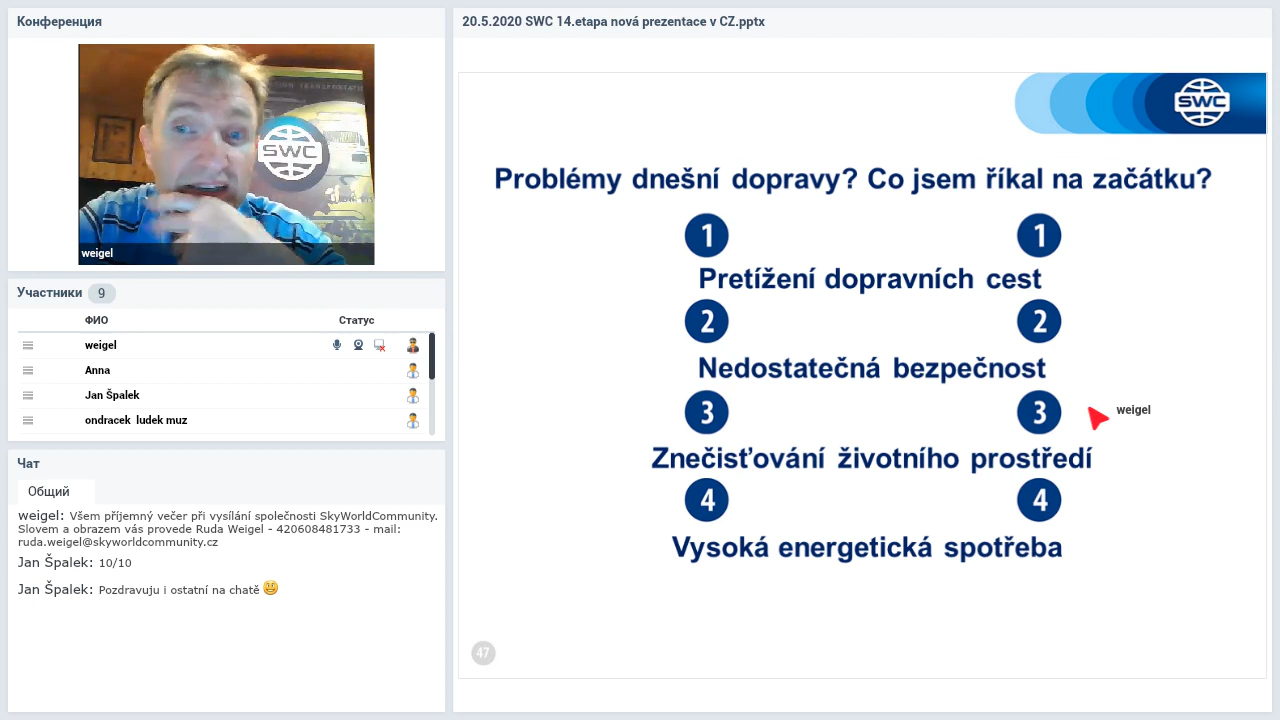 Конференция
SWC
weigel
Участники 9
ФИО Статус
weigel
Anna
Jan Špalek
ondracek ludek muz
Чат
Общий
weigel: Všem příjemný večer při vysílání společnosti SkyWorldCommunity.
Slovem a obrazem vás provede Ruda Weigel - 420608481733 - mail:
ruda.weigel@skyworldcommunity.cz
Jan Špalek: 10/10
Jan Špalek: Pozdravuju i ostatní na chatě
20.5.2020 SWC 14.etapa nová prezentace v CZ.pptx
SWC
Problémy dnešní dopravy? Co jsem říkal na začátku?
1 1
Pretížení dopravních cest
2 2
Nedostatečná bezpečnost
3 3
weigel
Znečisťování životního prostředí
4 4
Vysoká energetická spotřeba
47